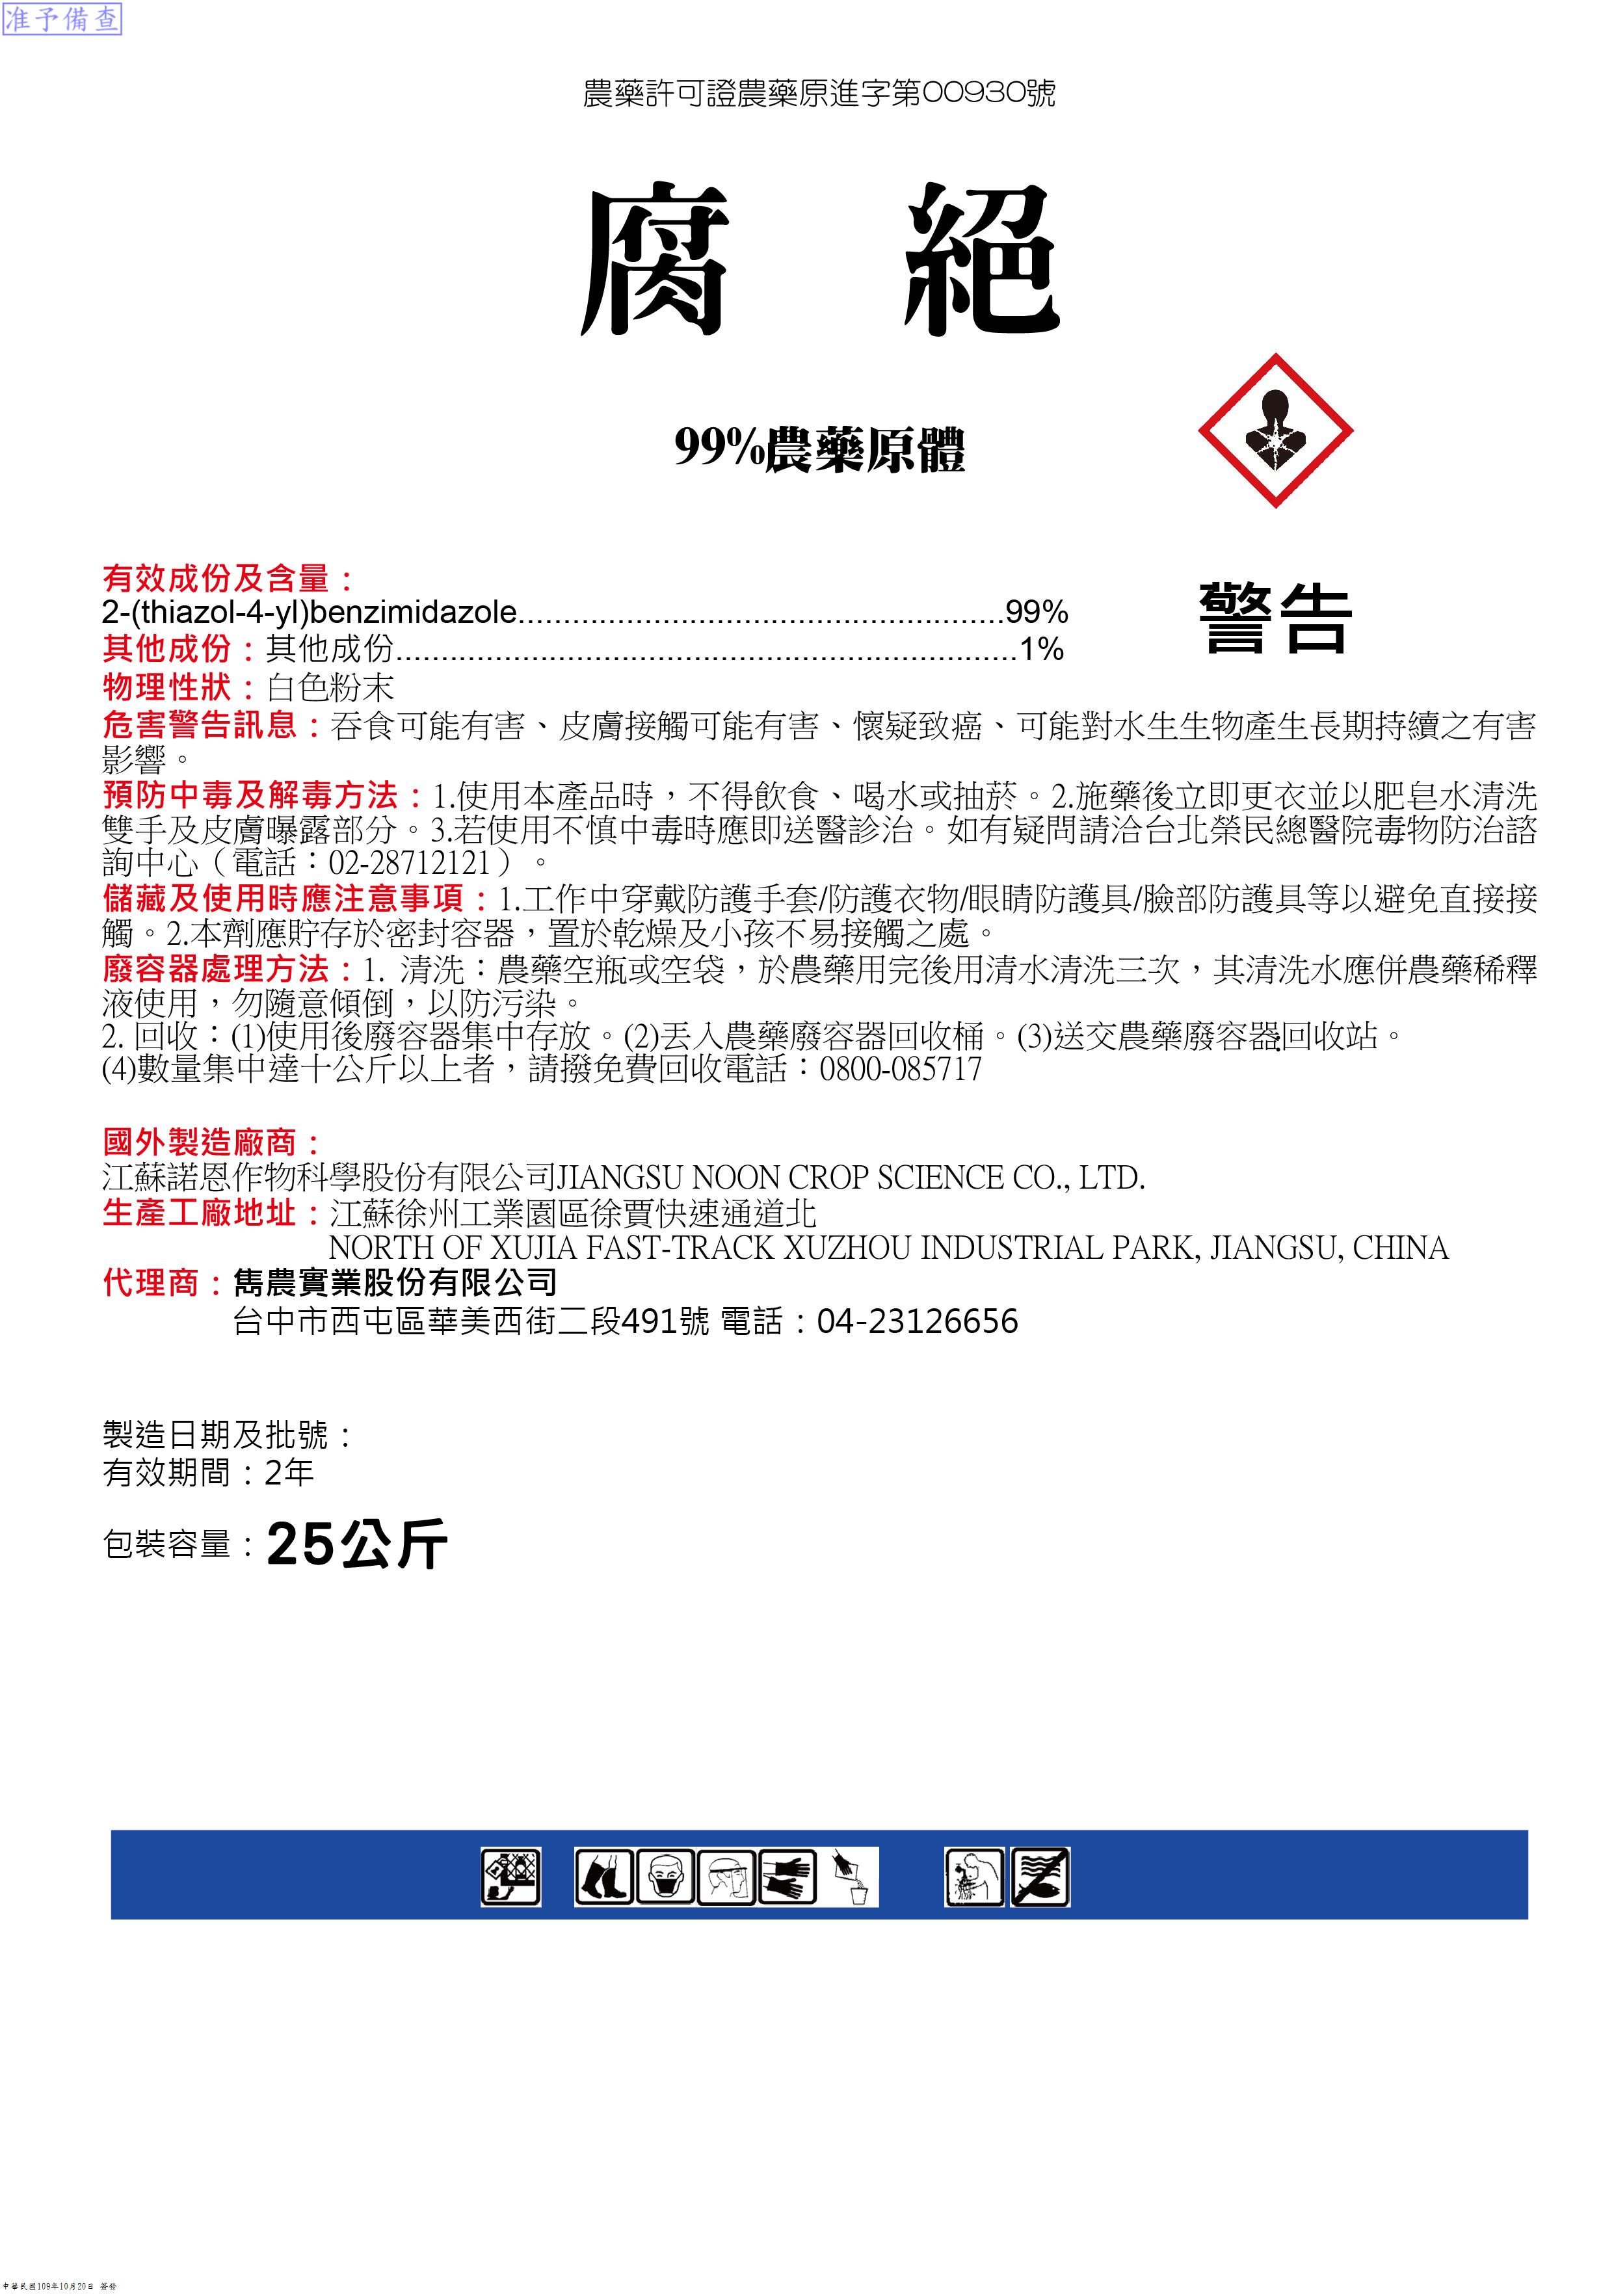 准予備查
農藥許可證農藥原進字第00930號
腐 絕
99%農藥原體
有效成份及含量：
2-(thiazol-4-yl)benzimidazole......................................................99%
警告
其他成份：其他成份.....................................................................1%
物理性狀：白色粉末
危害警告訊息：吞食可能有害、皮膚接觸可能有害、懷疑致癌、可能對水生生物產生長期持續之有害
影響。
預防中毒及解毒方法：1.使用本產品時，不得飲食、喝水或抽菸。2.施藥後立即更衣並以肥皂水清洗
雙手及皮膚曝露部分。3.若使用不慎中毒時應即送醫診治。如有疑問請洽台北榮民總醫院毒物防治諮
詢中心（電話：02-28712121）。
儲藏及使用時應注意事項：1.工作中穿戴防護手套/防護衣物/眼睛防護具/臉部防護具等以避免直接接
觸。2.本劑應貯存於密封容器，置於乾燥及小孩不易接觸之處。
廢容器處理方法：1. 清洗：農藥空瓶或空袋，於農藥用完後用清水清洗三次，其清洗水應併農藥稀釋
液使用，勿隨意傾倒，以防污染。
2. 回收：(1)使用後廢容器集中存放。(2)丟入農藥廢容器回收桶。(3)送交農藥廢容器回收站。
(4)數量集中達十公斤以上者，請撥免費回收電話：0800-085717
國外製造廠商：
江蘇諾恩作物科學股份有限公司JIANGSU NOON CROP SCIENCE CO., LTD.
生產工廠地址：江蘇徐州工業園區徐賈快速通道北
NORTH OF XUJIA FAST-TRACK XUZHOU INDUSTRIAL PARK, JIANGSU, CHINA
代理商：雋農實業股份有限公司
台中市西屯區華美西街二段491號 電話：04-23126656
製造日期及批號：
有效期間：2年
包裝容量：25公斤
中華民國109年10月20日 簽發